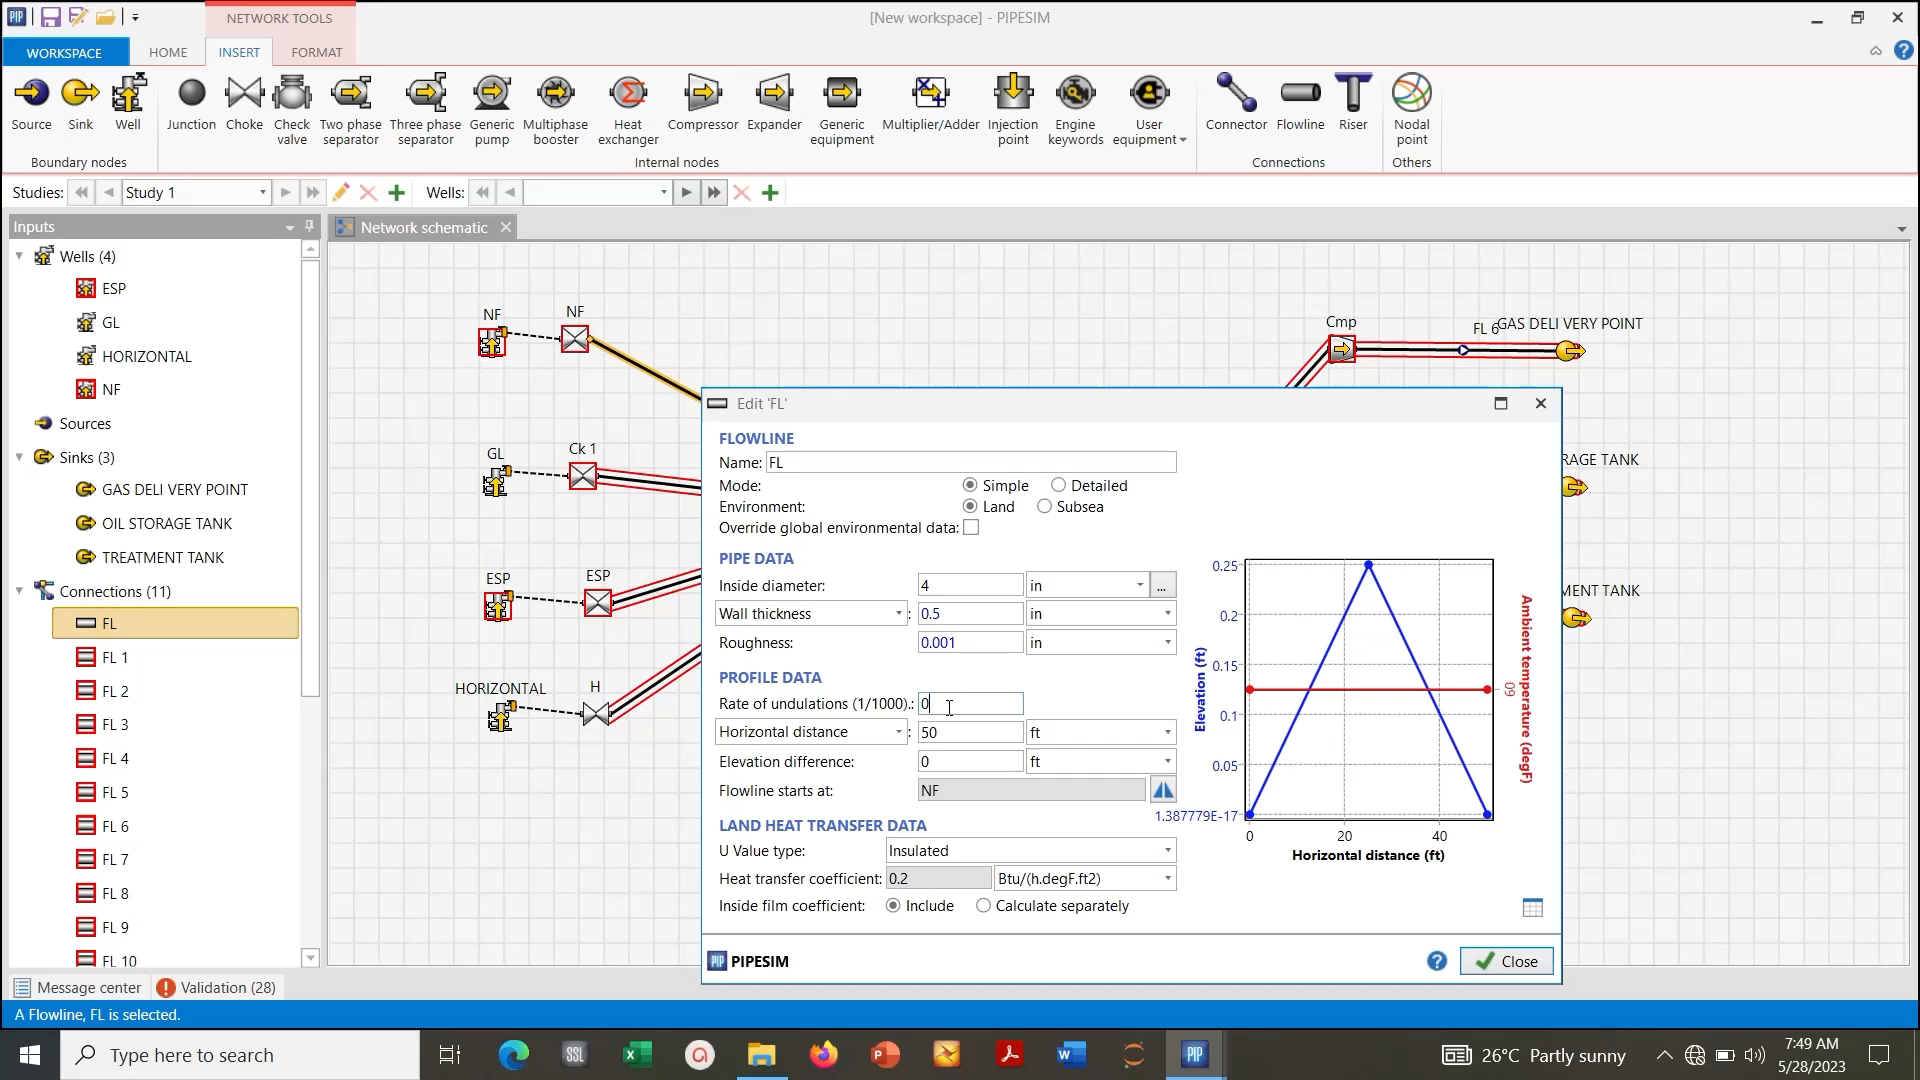 PIP
NETWORK TOOLS
[New workspace] - PIPESIM
WORKSPACE
HOME
INSERT
FORMAT
Source
Sink
Well
Junction
Choke
Check valve
Two phase separator
Three phase separator
Generic pump
Multiphase booster
Heat exchanger
Compressor
Expander
Generic equipment
Multiplier/Adder
Injection point
Engine keywords
User equipment
Connector
Flowline
Riser
Nodal point
Boundary nodes
Internal nodes
Connections
Others
Studies:
Study 1
Wells:
Inputs
Network schematic
Wells (4)
ESP
GL
HORIZONTAL
NF
Sources
Sinks (3)
GAS DELI VERY POINT
OIL STORAGE TANK
TREATMENT TANK
Connections (11)
FL
FL 1
FL 2
FL 3
FL 4
FL 5
FL 6
FL 7
FL 8
FL 9
FL 10
NF
NF
GL
Ck 1
ESP
ESP
HORIZONTAL
H
Cmp
FL 6
GAS DELI VERY POINT
RAGE TANK
MENT TANK
Edit 'FL'
FLOWLINE
Name: FL
Mode: Simple Detailed
Environment: Land Subsea
Override global environmental data:
PIPE DATA
Inside diameter: 4 in ...
Wall thickness : 0.5 in
Roughness: 0.001 in
PROFILE DATA
Rate of undulations (1/1000).: 0
Horizontal distance : 50 ft
Elevation difference: 0 ft
Flowline starts at: NF
LAND HEAT TRANSFER DATA
U Value type: Insulated
Heat transfer coefficient: 0.2 Btu/(h.degF.ft2)
Inside film coefficient: Include Calculate separately
0.25
0.2
0.15
0.1
0.05
1.387779E-17
Elevation (ft)
0 20 40
Horizontal distance (ft)
60
Ambient temperature (degF)
PIP PIPESIM
? Close
Message center
Validation (28)
A Flowline, FL is selected.
Type here to search
SSL
PIP
26°C Partly sunny
7:49 AM
5/28/2023